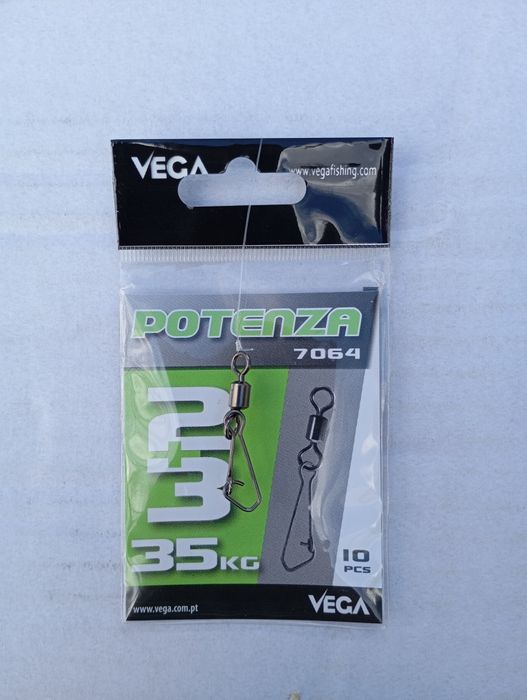 VEGA
www.vegafishing.com
POTENZA
7064
2
3
35KG
10
PCS
www.vega.com.pt
VEGA